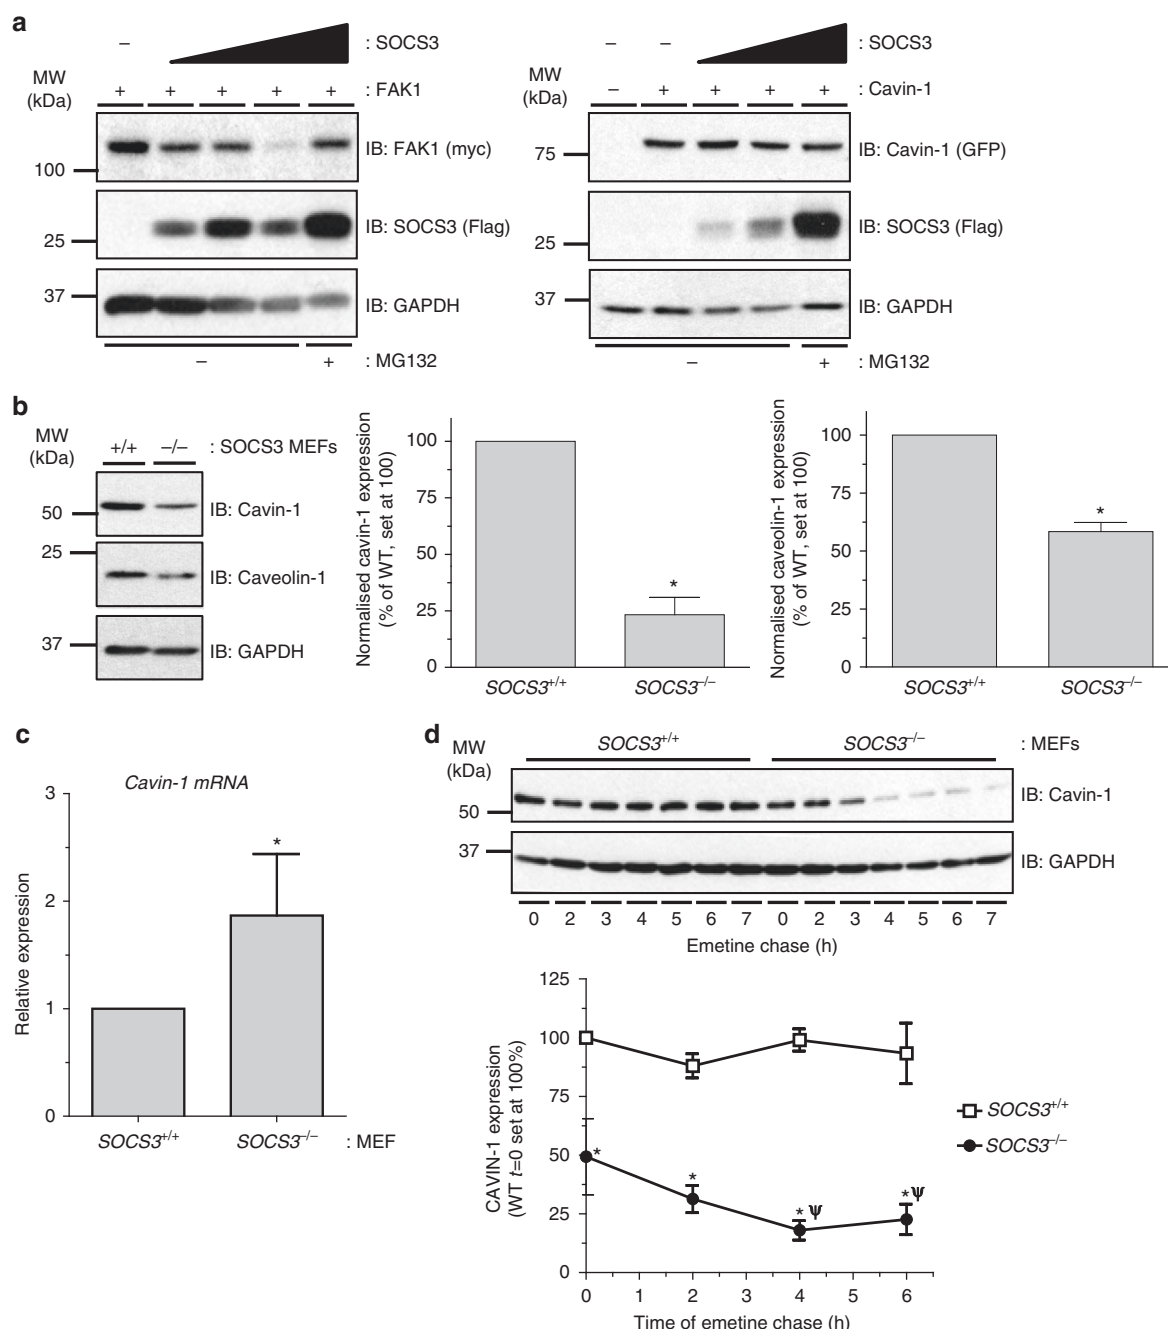 a
– : SOCS3
MW
(kDa)
+ + + + + : FAK1
100
IB: FAK1 (myc)
25
IB: SOCS3 (Flag)
37
IB: GAPDH
– + : MG132
– – : SOCS3
MW
(kDa)
– + + + + : Cavin-1
75
IB: Cavin-1 (GFP)
25
IB: SOCS3 (Flag)
37
IB: GAPDH
– + : MG132
b
MW
(kDa)
+/+ –/– : SOCS3 MEFs
50
IB: Cavin-1
25
IB: Caveolin-1
37
IB: GAPDH
Normalised cavin-1 expression
(% of WT, set at 100)
100
75
50
25
0
*
SOCS3+/+ SOCS3–/–
Normalised caveolin-1 expression
(% of WT, set at 100)
100
75
50
25
0
*
SOCS3+/+ SOCS3–/–
c
Cavin-1 mRNA
Relative expression
3
2
1
0
*
SOCS3+/+ SOCS3–/– : MEF
d
MW
(kDa)
SOCS3+/+ SOCS3–/– : MEFs
50
IB: Cavin-1
37
IB: GAPDH
0 2 3 4 5 6 7 0 2 3 4 5 6 7
Emetine chase (h)
CAVIN-1 expression
(WT t=0 set at 100%)
125
100
75
50
25
0
*
*
* ψ
* ψ
SOCS3+/+
SOCS3–/–
0 1 2 3 4 5 6
Time of emetine chase (h)